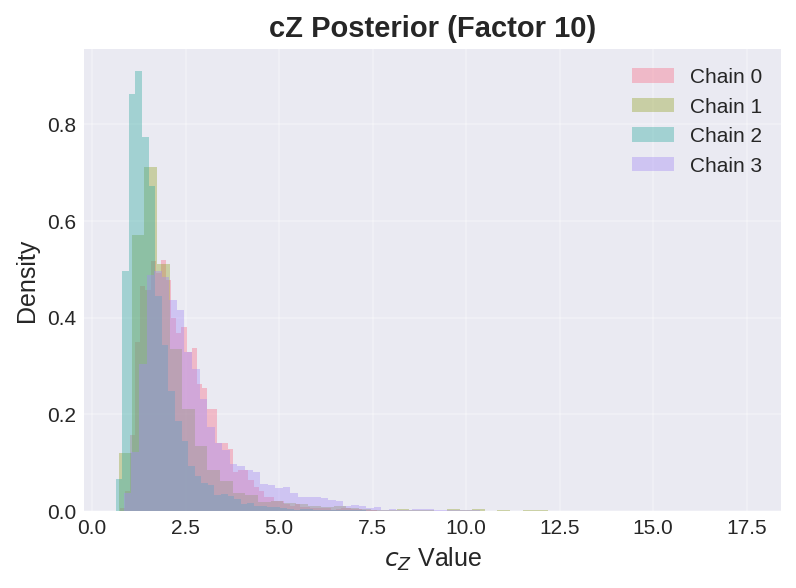 cZ Posterior (Factor 10)
Chain 0
Chain 1
Chain 2
Chain 3
Density
0.8
0.6
0.4
0.2
0.0
0.0 2.5 5.0 7.5 10.0 12.5 15.0 17.5
cZ Value